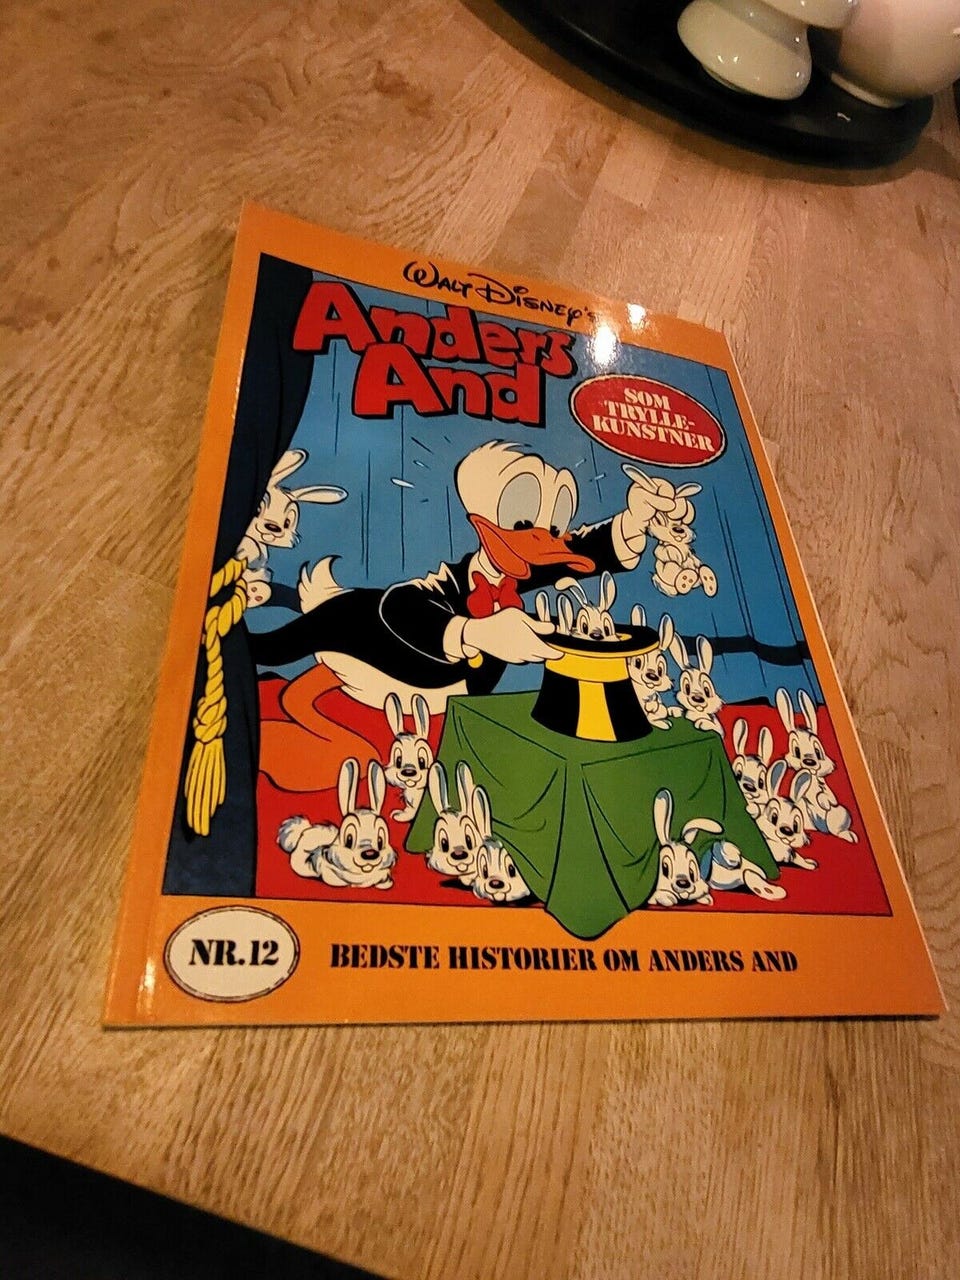 WALT DISNEY's
Anders
And
SOM
TRYLLE-
KUNSTNER
NR.12
BEDSTE HISTORIER OM ANDERS AND